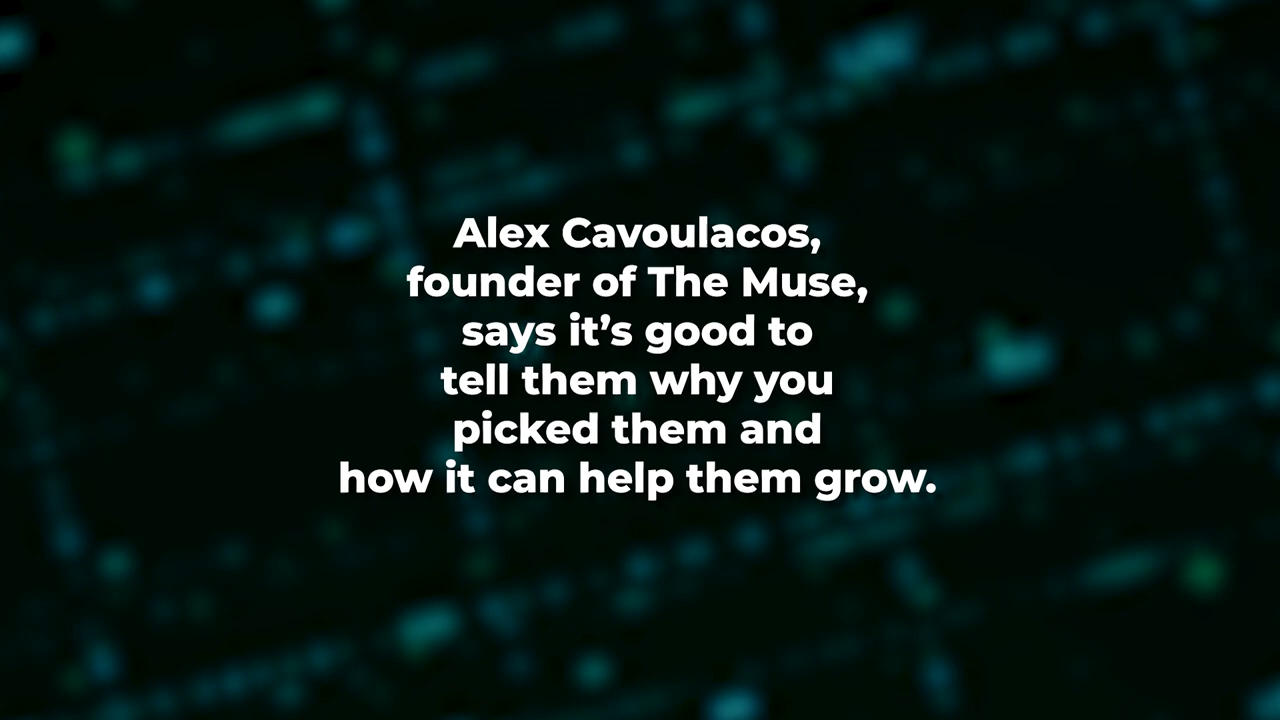 Alex Cavoulacos,
founder of The Muse,
says it’s good to
tell them why you
picked them and
how it can help them grow.